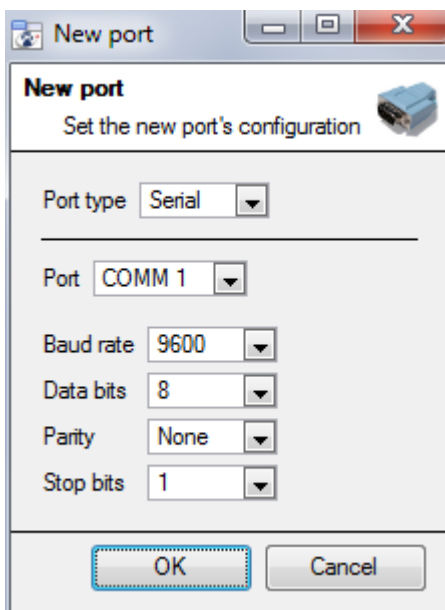 New port
New port
Set the new port's configuration
Port type Serial
Port COMM 1
Baud rate 9600
Data bits 8
Parity None
Stop bits 1
OK Cancel